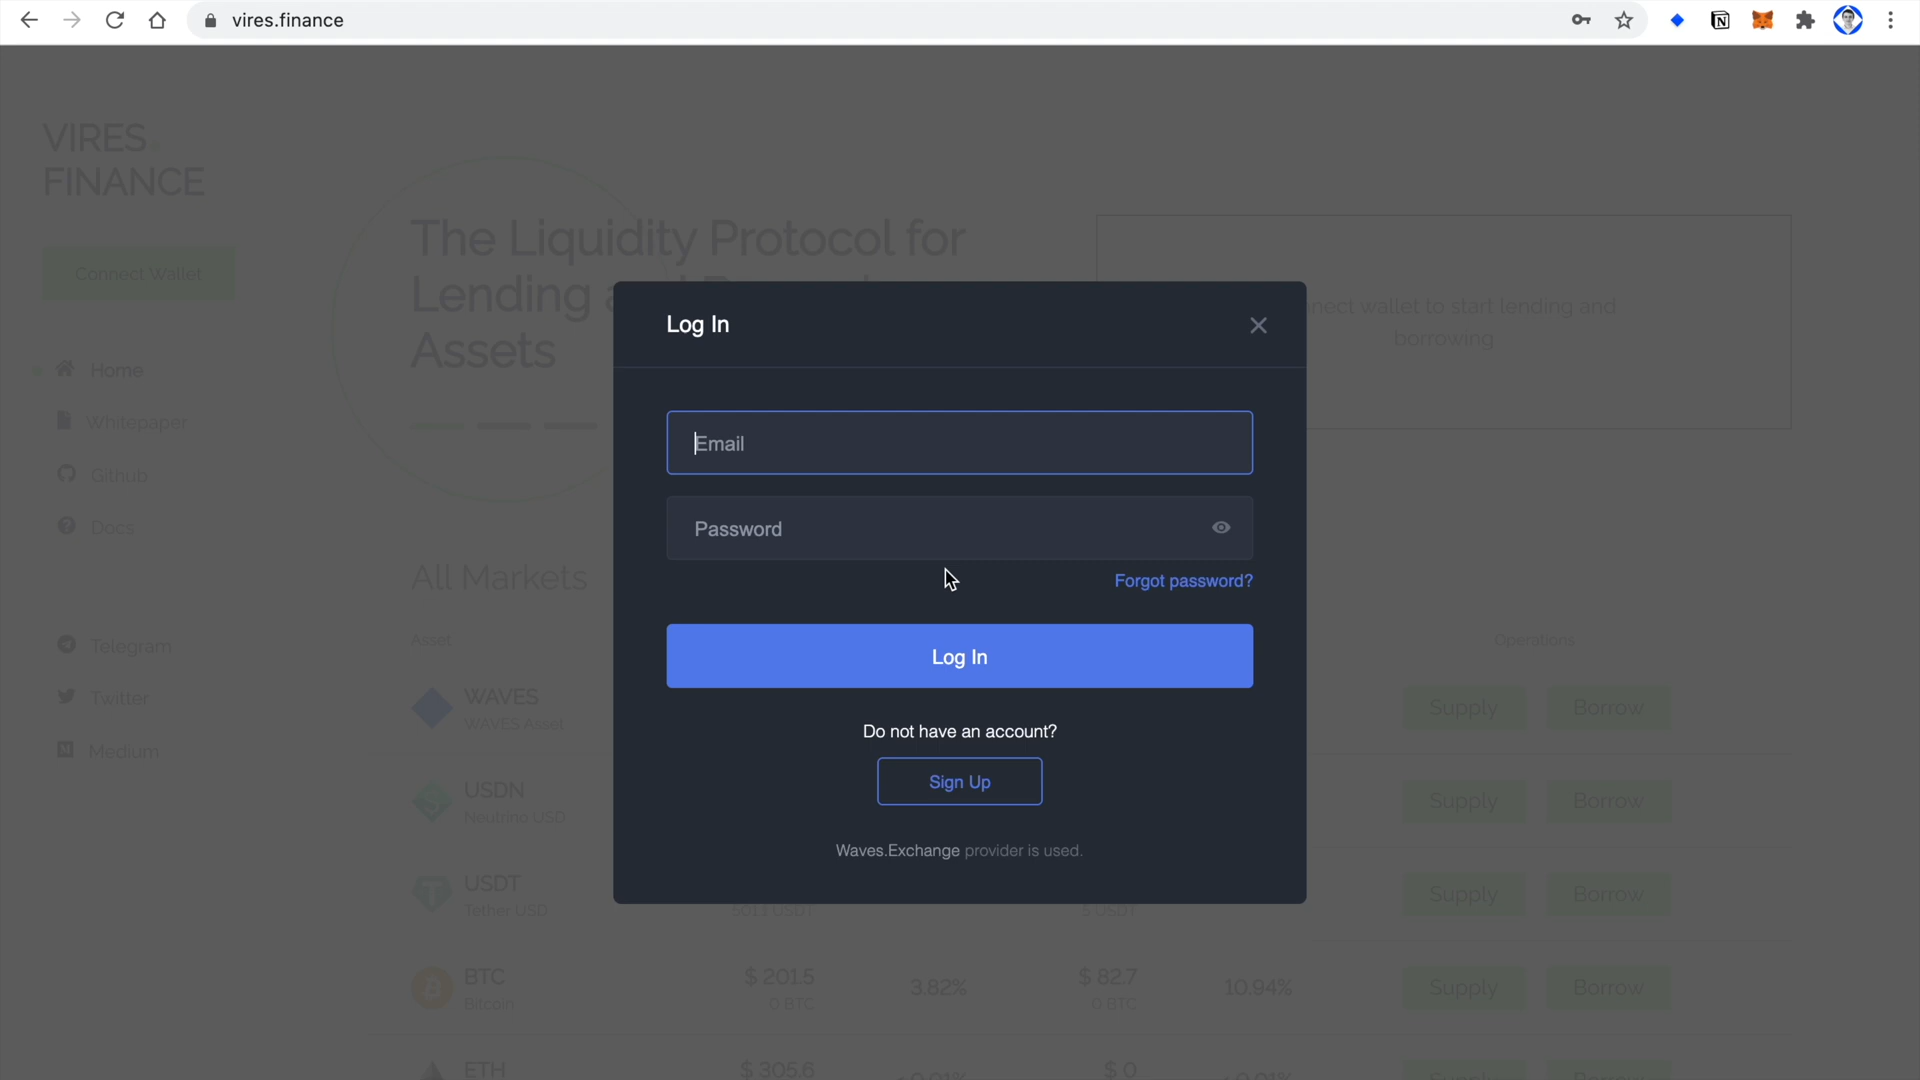 vires.finance
VIRES.
FINANCE
Connect Wallet
Home
Whitepaper
Github
Docs
Telegram
Twitter
Medium
The Liquidity Protocol for
Lending
Assets
nect wallet to start lending and
borrowing
Log In
Email
Password
Forgot password?
Log In
Do not have an account?
Sign Up
Waves.Exchange provider is used.
All Markets
Asset Operations
WAVES Supply Borrow
WAVES Asset
USDN Supply Borrow
Neutrino USD
USDT Supply Borrow
Tether USD 5 USDT
BTC $ 201.5 3.82% $ 82.7 10.94% Supply Borrow
Bitcoin 0 BTC 0 BTC
ETH $ 305.6 $ 0